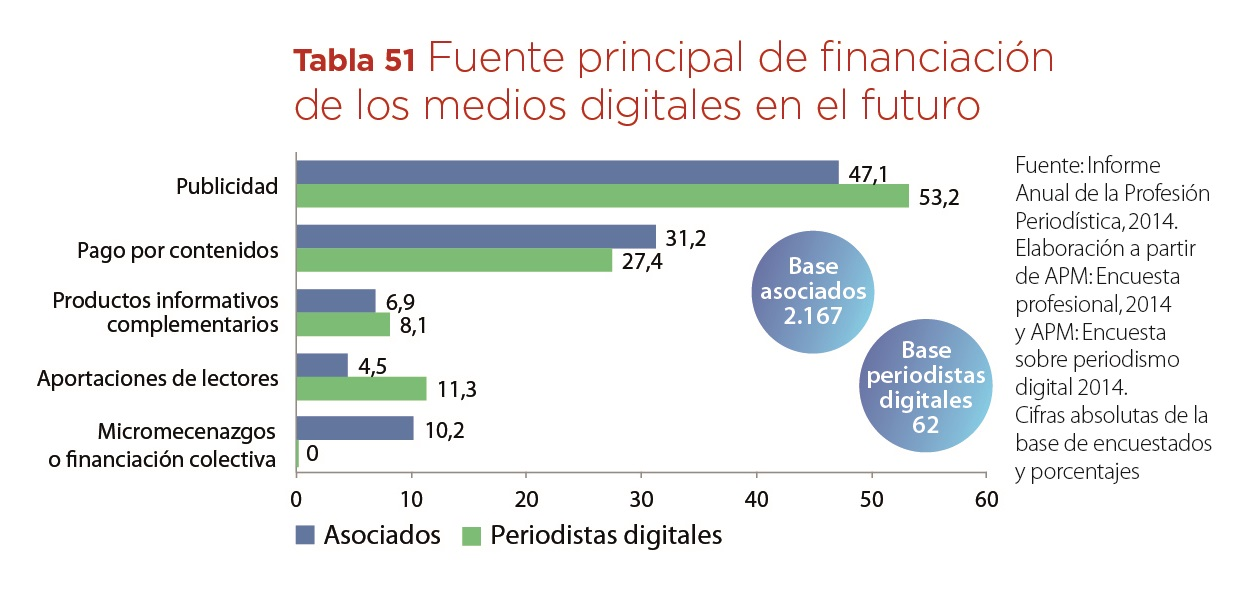 Tabla 51 Fuente principal de financiación
de los medios digitales en el futuro
Publicidad
47,1
53,2
Pago por contenidos
31,2
27,4
Productos informativos
complementarios
6,9
8,1
Aportaciones de lectores
4,5
11,3
Micromecenazgos
o financiación colectiva
10,2
0
0 10 20 30 40 50 60
Asociados Periodistas digitales
Base
asociados
2.167
Base
periodistas
digitales
62
Fuente: Informe
Anual de la Profesión
Periodística, 2014.
Elaboración a partir
de APM: Encuesta
profesional, 2014
y APM: Encuesta
sobre periodismo
digital 2014.
Cifras absolutas de la
base de encuestados
y porcentajes